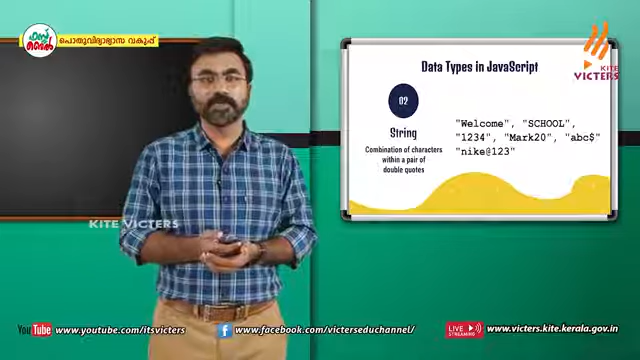 ഫസ്റ്റ്
ബെൽ
പൊതുവിദ്യാഭ്യാസ വകുപ്പ്
KITE
VICTERS
Data Types in JavaScript
02
String
Combination of characters
within a pair of
double quotes
"Welcome", "SCHOOL",
"1234", "Mark20", "abc$"
"nike@123"
KITE VICTERS
YouTube www.youtube.com/itsvicters
f www.facebook.com/victerseduchannel/
LIVE STREAMING www.victers.kite.kerala.gov.in